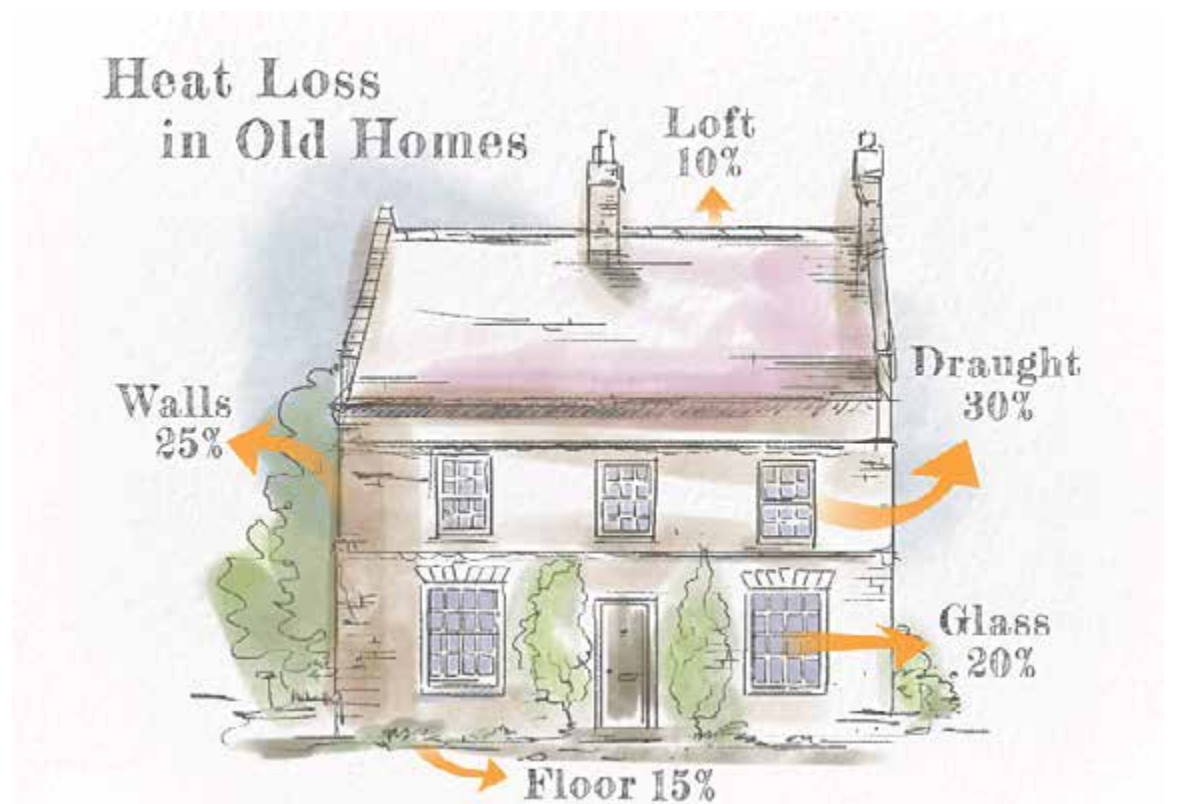 Heat Loss
in Old Homes
Loft
10%
Draught
30%
Walls
25%
Glass
20%
Floor 15%